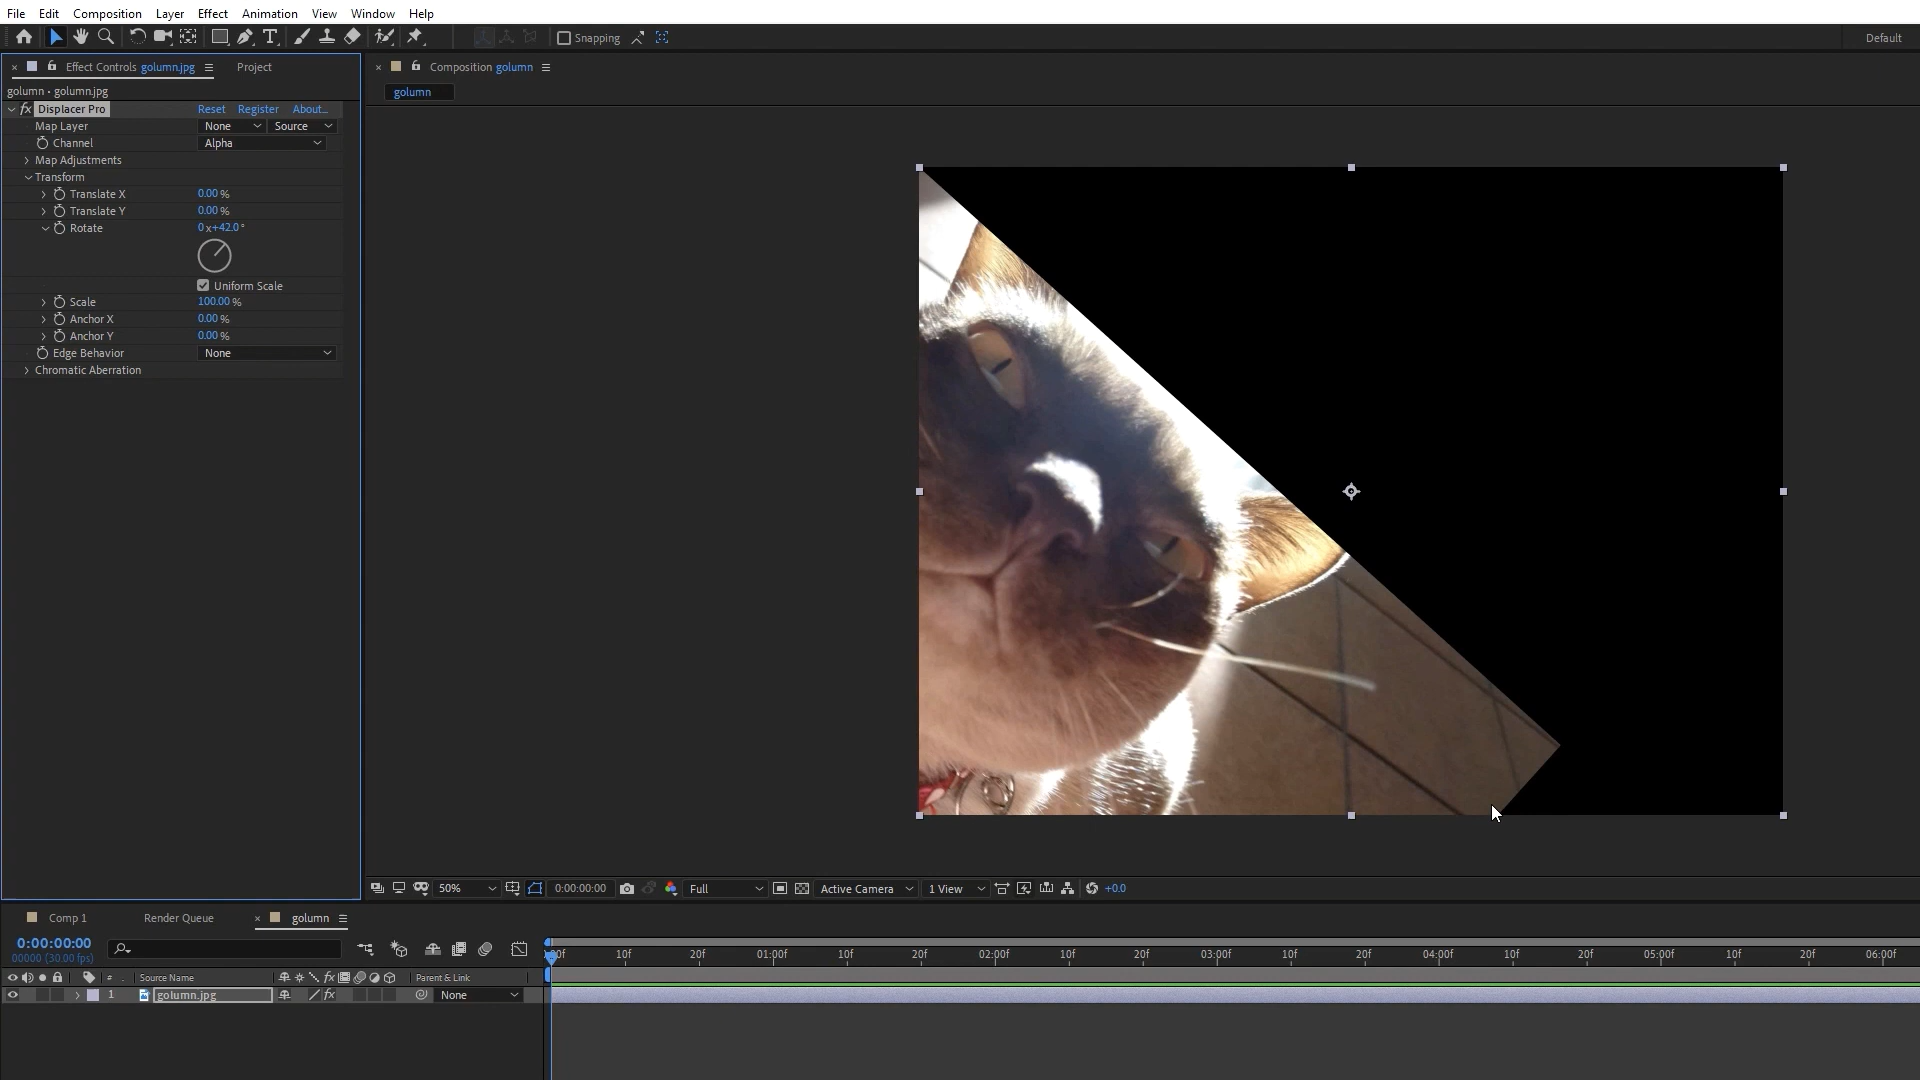 File Edit Composition Layer Effect Animation View Window Help
Snapping Default
Effect Controls golumn.jpg Project
golumn • golumn.jpg
fx Displacer Pro Reset Register About...
Map Layer None Source
Channel Alpha
Map Adjustments
Transform
Translate X 0.00 %
Translate Y 0.00 %
Rotate 0x+42.0°
Uniform Scale
Scale 100.00 %
Anchor X 0.00 %
Anchor Y 0.00 %
Edge Behavior None
Chromatic Aberration
Composition golumn
golumn
50% 0:00:00:00 Full Active Camera 1 View +0.0
Comp 1 Render Queue golumn
0:00:00:00
00000 (30.00 fps)
10f 20f 01:00f 10f 20f 02:00f 10f 20f 03:00f 10f 20f 04:00f 10f 20f 05:00f 10f 20f 06:00f
# Source Name fx Parent & Link
1 golumn.jpg fx None